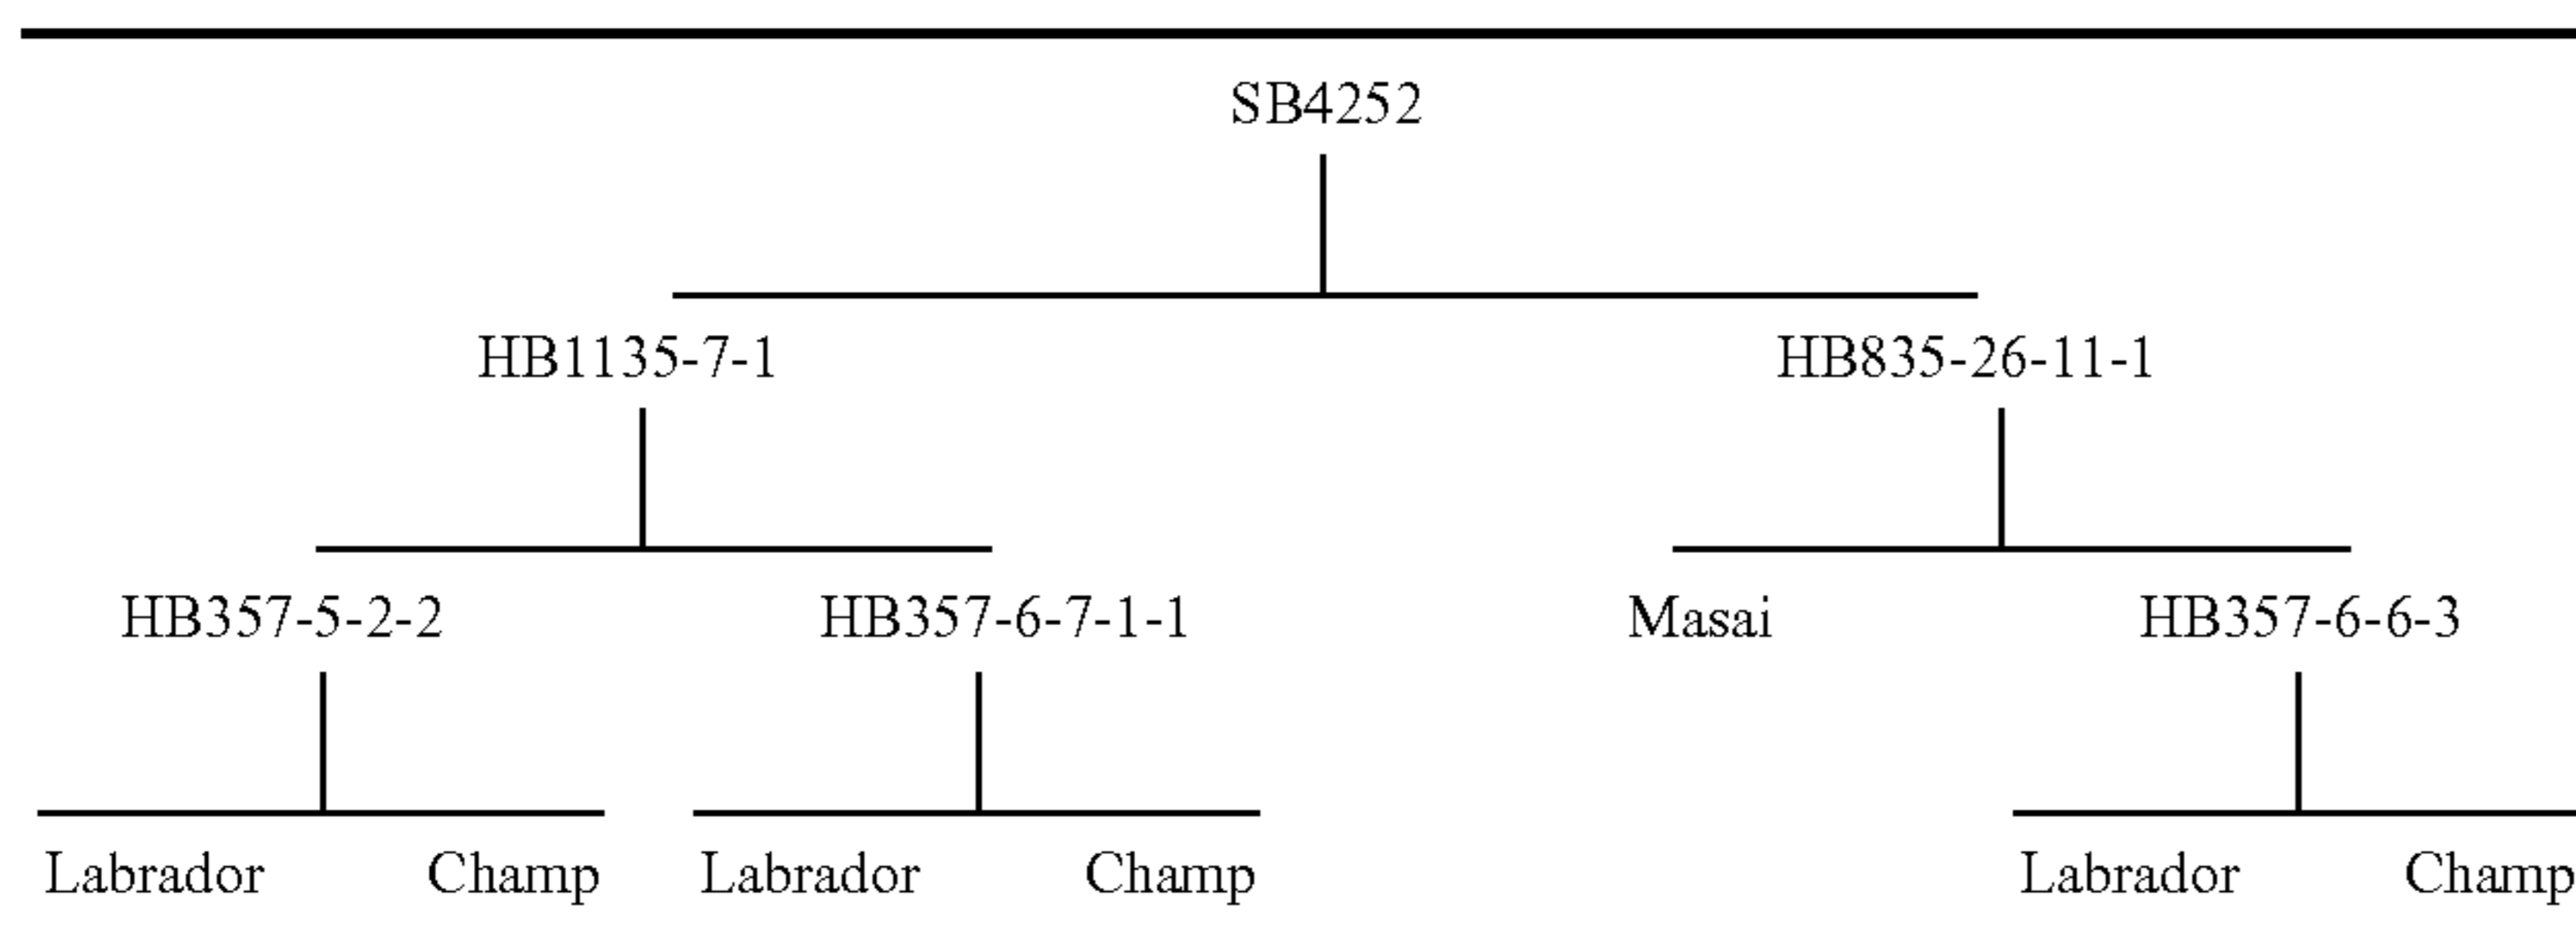 SB4252
HB1135-7-1 HB835-26-11-1
HB357-5-2-2 HB357-6-7-1-1 Masai HB357-6-6-3
Labrador Champ Labrador Champ Labrador Champ